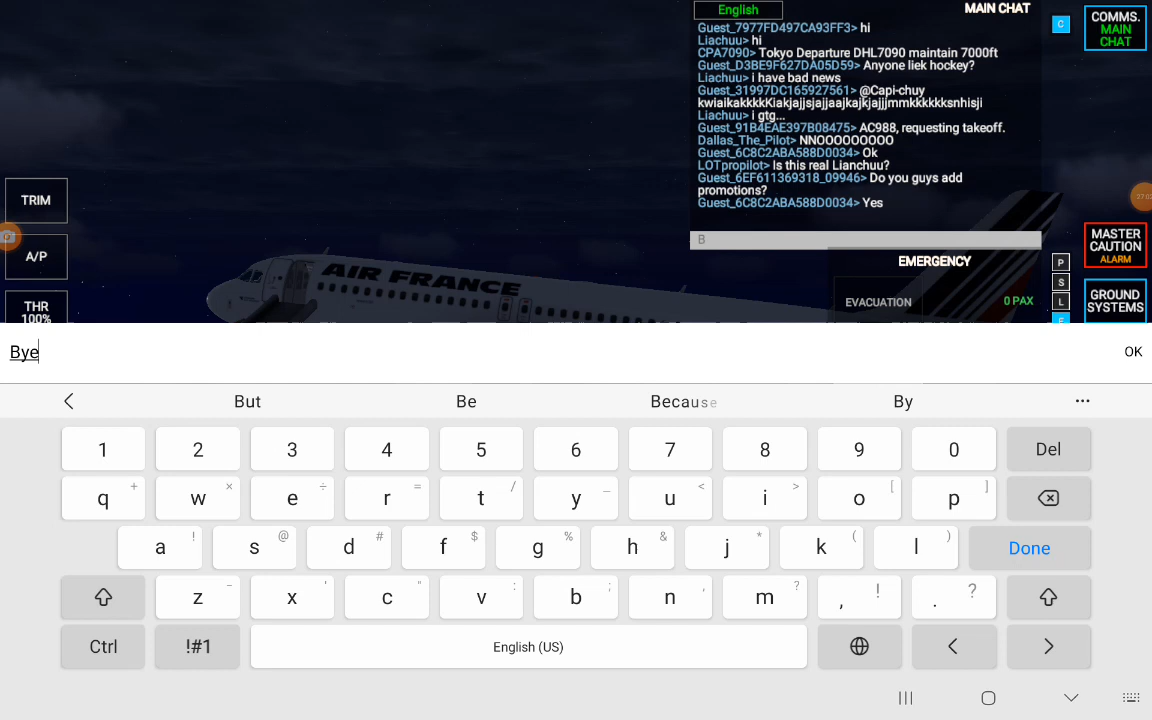 English
MAIN CHAT
Guest_7977FD497CA93FF3> hi
Liachuu> hi
CPA7090> Tokyo Departure DHL7090 maintain 7000ft
Guest_D3BE9F627DA05D59> Anyone liek hockey?
Liachuu> i have bad news
Guest_31997DC165927561> @Capi-chuy
kwiaikakkkkKiakjajjsjajjaajkajkjajjjmmkkkkkksnhisji
Liachuu> i gtg...
Guest_91B4EAE397B08475> AC988, requesting takeoff.
Dallas_The_Pilot> NNOOOOOOOOO
Guest_6C8C2ABA588D0034> Ok
LOTpropilot> Is this real Lianchuu?
Guest_6EF611369318_09946> Do you guys add
promotions?
Guest_6C8C2ABA588D0034> Yes
B
C
COMMS.
MAIN
CHAT
27:02
TRIM
A/P
THR
100%
AIR FRANCE
EMERGENCY
EVACUATION
0 PAX
P
S
L
E
MASTER
CAUTION
ALARM
GROUND
SYSTEMS
Bye
OK
But Be Because By ...
1 2 3 4 5 6 7 8 9 0 Del
q + w × e ÷ r = t / y _ u < i > o [ p ]
a ! s @ d # f $ g % h & j * k ( l ) Done
z - x ' c " v : b ; n , m ? , ! . ?
Ctrl !#1 English (US) < >